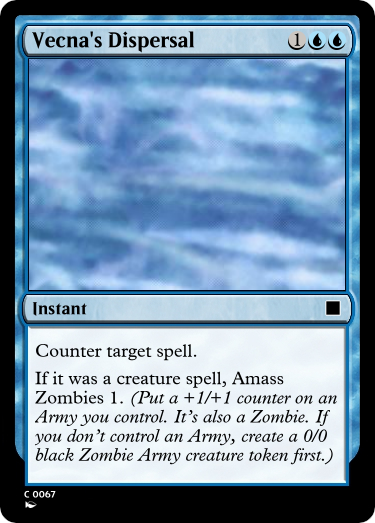 Vecna's Dispersal 1
Instant
Counter target spell.
If it was a creature spell, Amass
Zombies 1. (Put a +1/+1 counter on an
Army you control. It's also a Zombie. If
you don't control an Army, create a 0/0
black Zombie Army creature token first.)
C 0067